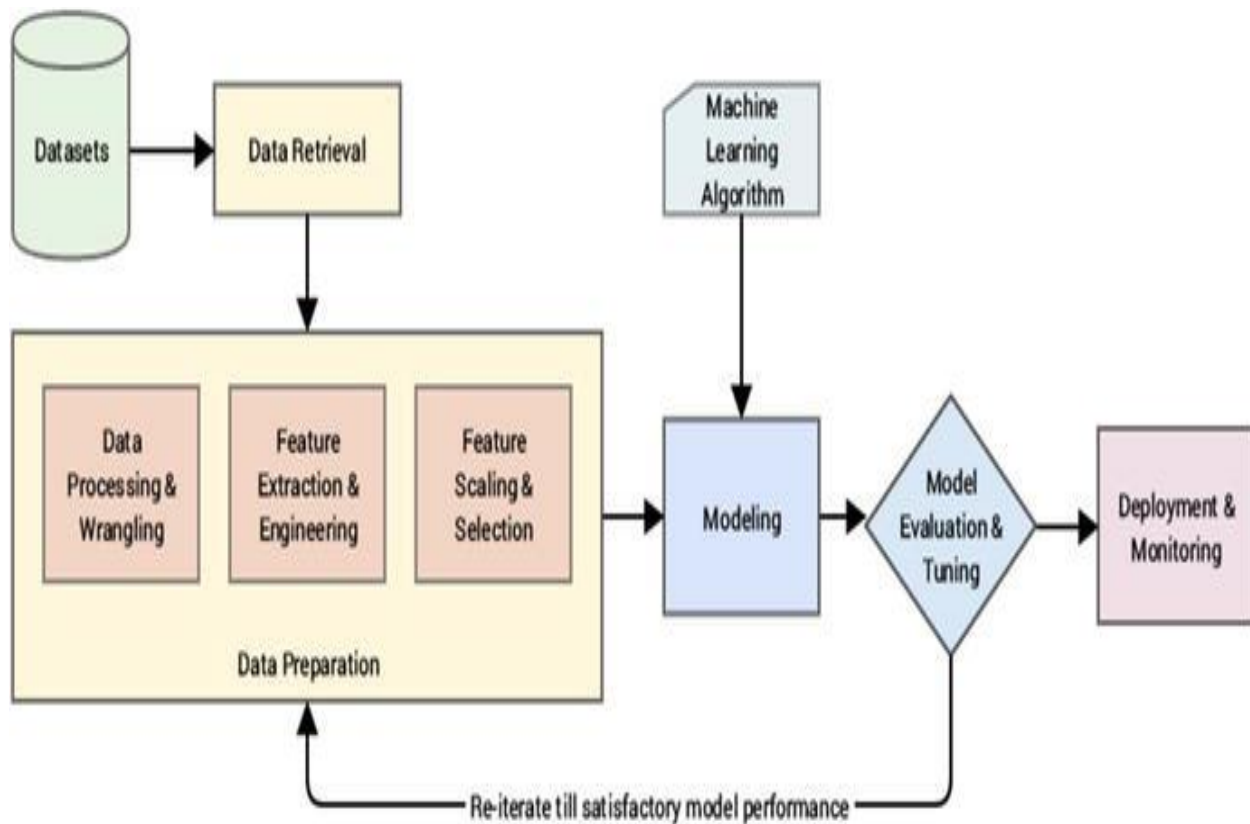 Datasets
Data Retrieval
Machine
Learning
Algorithm
Data
Processing &
Wrangling
Feature
Extraction &
Engineering
Feature
Scaling &
Selection
Data Preparation
Modeling
Model
Evaluation &
Tuning
Deployment &
Monitoring
Re-iterate till satisfactory model performance